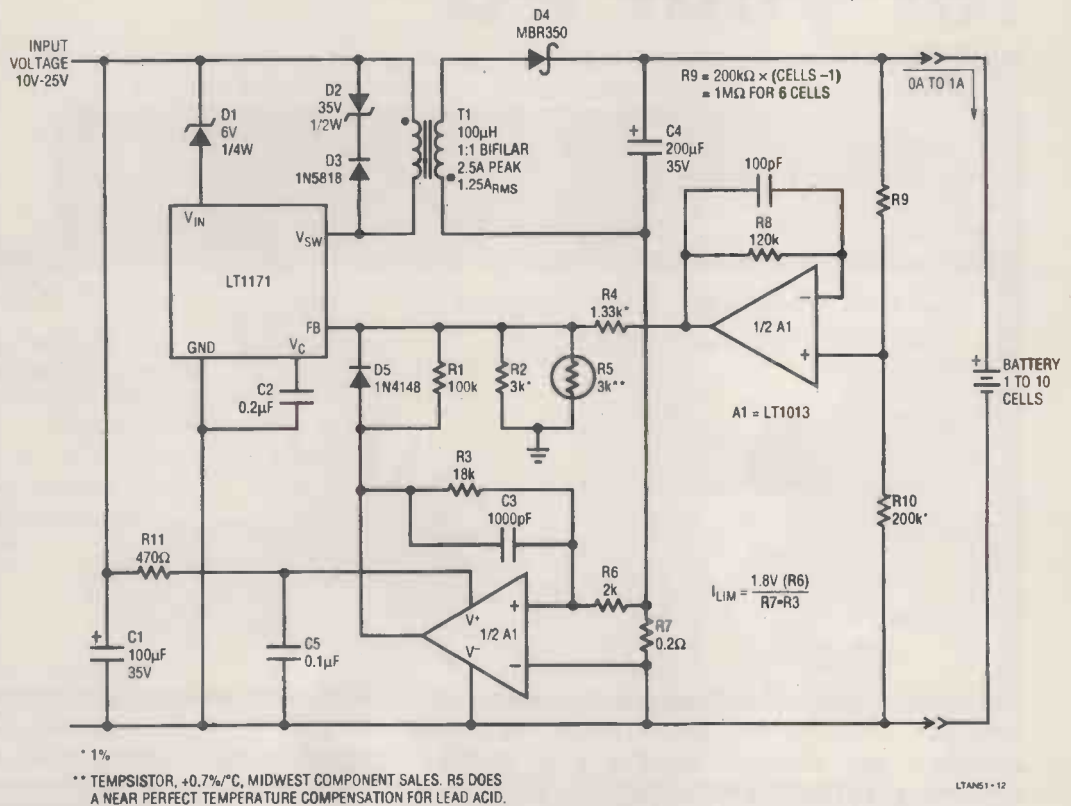 D4
MBR350
INPUT
VOLTAGE
10V-25V
R9 = 200kΩ × (CELLS –1)
= 1MΩ FOR 6 CELLS
0A TO 1A
D1
6V
1/4W
D2
35V
1/2W
D3
1N5818
T1
100µH
1:1 BIFILAR
2.5A PEAK
1.25ARMS
+
C4
200µF
35V
100pF
R8
120k
R9
VIN
VSW
LT1171
FB
GND
VC
R4
1.33k*
–
1/2 A1
+
C2
0.2µF
D5
1N4148
R1
100k
R2
3k*
R5
3k**
A1 = LT1013
+
BATTERY
1 TO 10
CELLS
R3
18k
C3
1000pF
R10
200k*
R11
470Ω
R6
2k
ILIM = 1.8V (R6)
R7•R3
+
C1
100µF
35V
C5
0.1µF
V+
V–
1/2 A1
+
–
R7
0.2Ω
* 1%
** TEMPSISTOR, +0.7%/°C, MIDWEST COMPONENT SALES. R5 DOES
A NEAR PERFECT TEMPERATURE COMPENSATION FOR LEAD ACID.
LTAN51 • 12